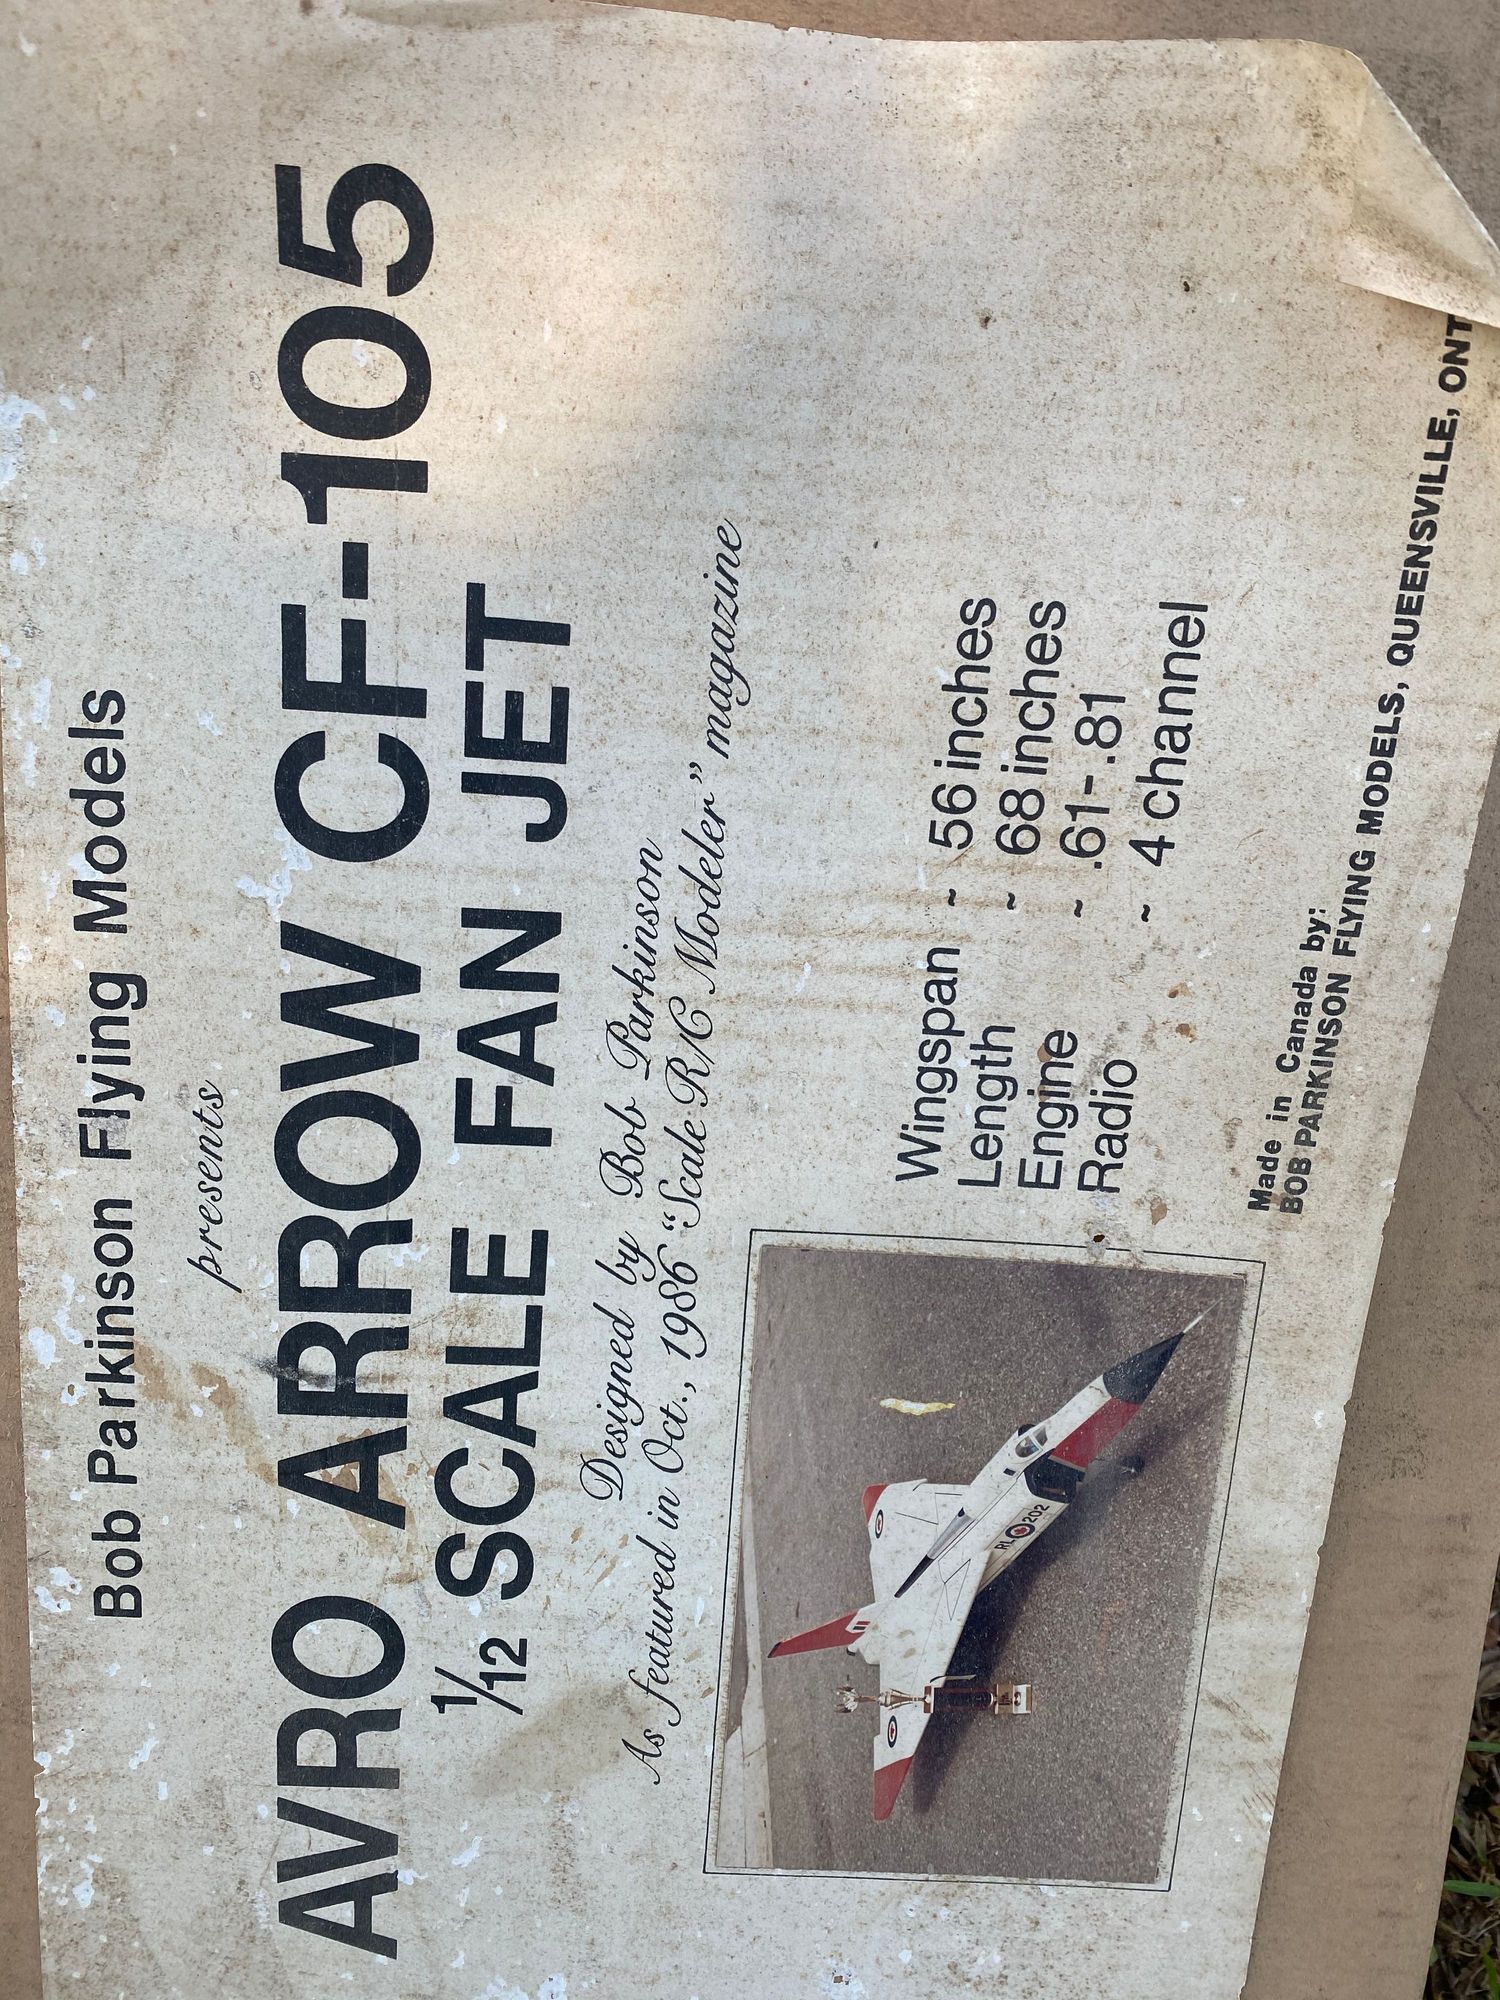 Bob Parkinson Flying Models
presents
AVRO ARROW CF-105
1/12 SCALE FAN JET
Designed by Bob Parkinson
As featured in Oct., 1986 "Scale R/C Modeler" magazine
Wingspan ~ 56 inches
Length ~ 68 inches
Engine ~ .61-.81
Radio ~ 4 channel
RL 202
Made in Canada by:
BOB PARKINSON FLYING MODELS, QUEENSVILLE, ONT